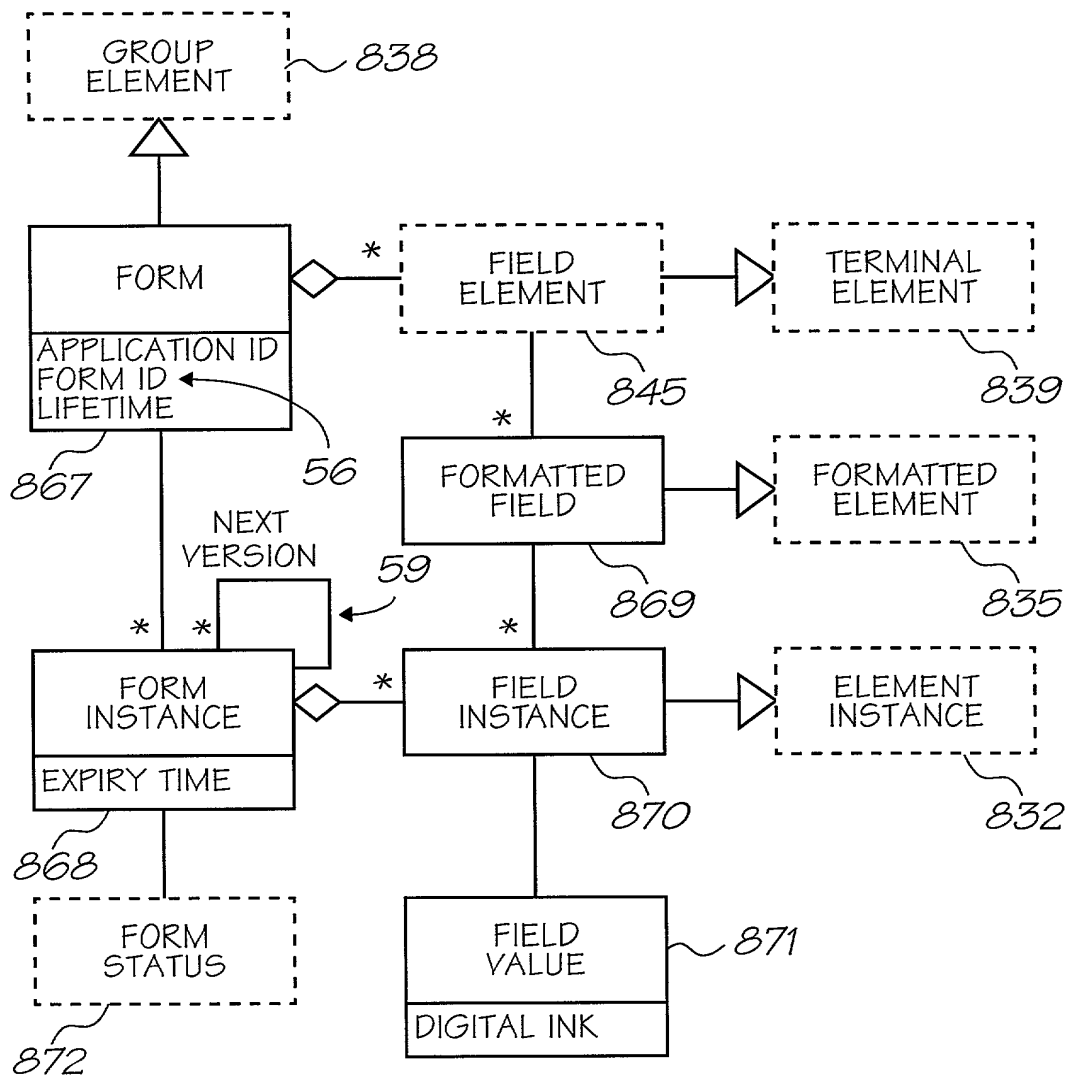 GROUP
ELEMENT
838
FORM
*
FIELD
ELEMENT
TERMINAL
ELEMENT
APPLICATION ID
FORM ID
LIFETIME
845
839
*
867
56
FORMATTED
FIELD
FORMATTED
ELEMENT
NEXT
VERSION
59
869
835
*
*
*
FORM
INSTANCE
*
FIELD
INSTANCE
ELEMENT
INSTANCE
EXPIRY TIME
870
832
868
FORM
STATUS
FIELD
VALUE
871
DIGITAL INK
872